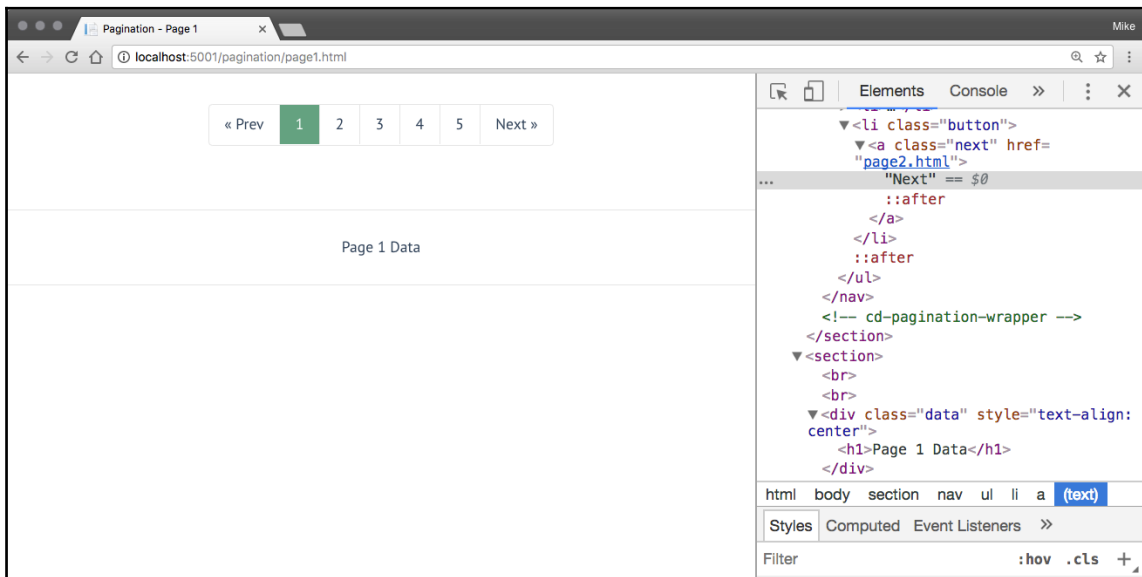 Pagination - Page 1 ×
Mike
localhost:5001/pagination/page1.html
« Prev 1 2 3 4 5 Next »
Page 1 Data
Elements Console »
▼<li class="button">
▼<a class="next" href=
"page2.html">
... "Next" == $0
::after
</a>
</li>
::after
</ul>
</nav>
<!-- cd-pagination-wrapper -->
</section>
▼<section>
<br>
<br>
▼<div class="data" style="text-align:
center">
<h1>Page 1 Data</h1>
</div>
html body section nav ul li a (text)
Styles Computed Event Listeners »
Filter :hov .cls +